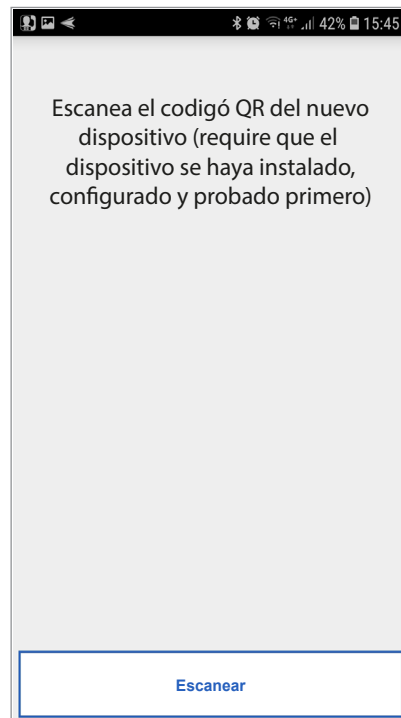 4G+ 42% 15:45
Escanea el codigó QR del nuevo
dispositivo (require que el
dispositivo se haya instalado,
configurado y probado primero)
Escanear